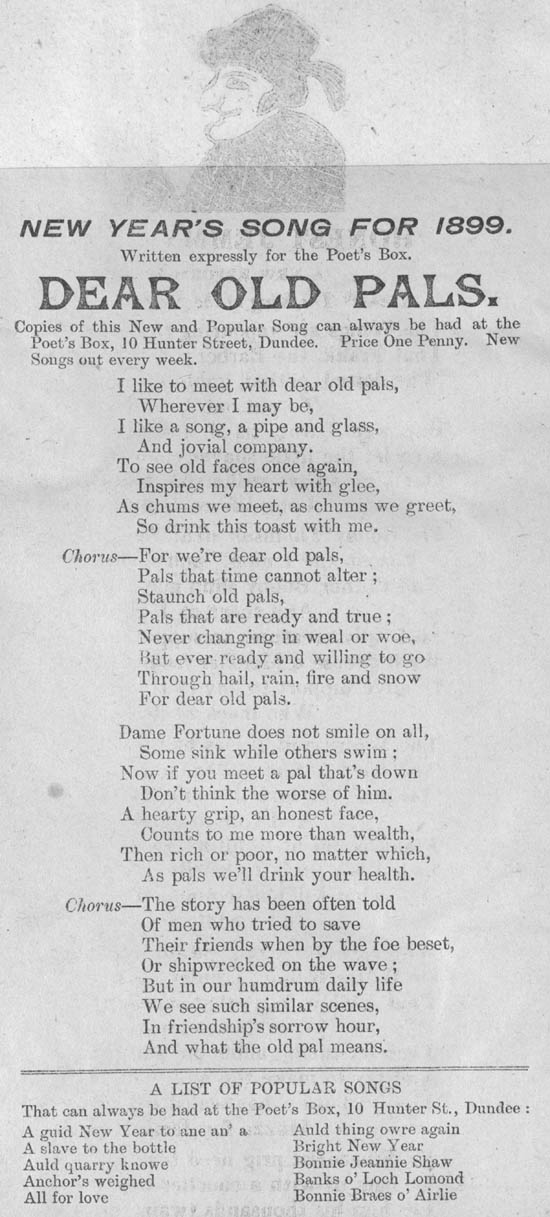 NEW YEAR'S SONG FOR 1899.
Written expressly for the Poet's Box.
DEAR OLD PALS.
Copies of this New and Popular Song can always be had at the
Poet's Box, 10 Hunter Street, Dundee. Price One Penny. New
Songs out every week.
I like to meet with dear old pals,
Wherever I may be,
I like a song, a pipe and glass,
And jovial company.
To see old faces once again,
Inspires my heart with glee,
As chums we meet, as chums we greet,
So drink this toast with me.
Chorus—For we're dear old pals,
Pals that time cannot alter ;
Staunch old pals,
Pals that are ready and true ;
Never changing in weal or woe,
But ever ready and willing to go
Through hail, rain, fire and snow
For dear old pals.
Dame Fortune does not smile on all,
Some sink while others swim ;
Now if you meet a pal that's down
Don't think the worse of him.
A hearty grip, an honest face,
Counts to me more than wealth,
Then rich or poor, no matter which,
As pals we'll drink your health.
Chorus—The story has been often told
Of men who tried to save
Their friends when by the foe beset,
Or shipwrecked on the wave ;
But in our humdrum daily life
We see such similar scenes,
In friendship's sorrow hour,
And what the old pal means.
A LIST OF POPULAR SONGS
That can always be had at the Poet's Box, 10 Hunter St., Dundee :
A guid New Year to ane an' a
A slave to the bottle
Auld quarry knowe
Anchor's weighed
All for love
Auld thing owre again
Bright New Year
Bonnie Jeannie Shaw
Banks o' Loch Lomond
Bonnie Braes o' Airlie